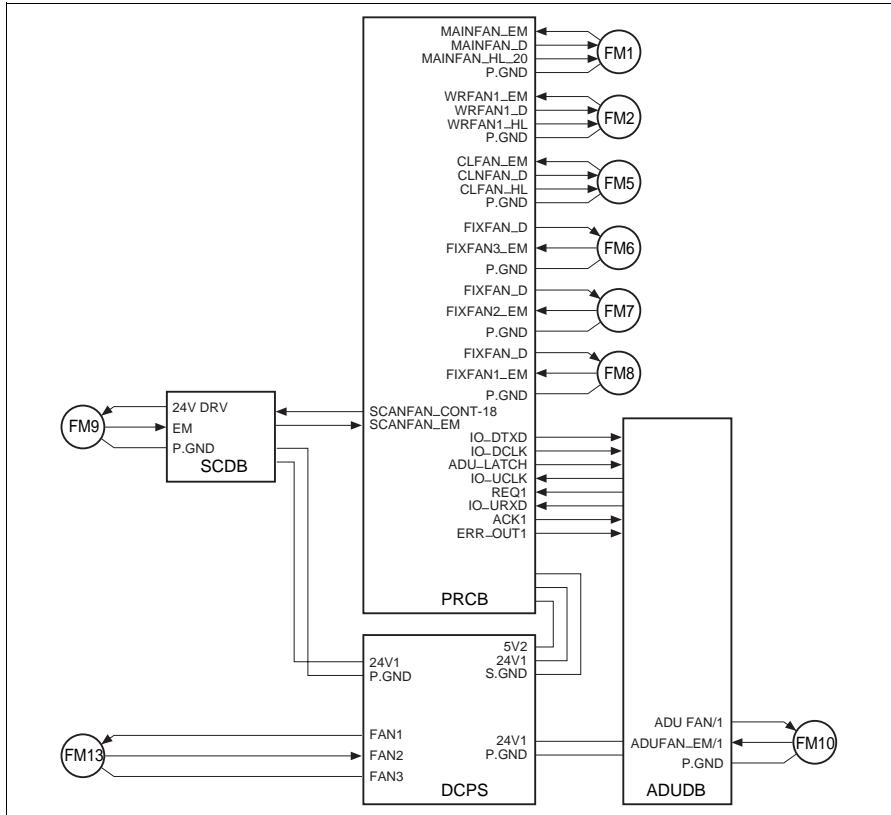 MAINFAN_EM
MAINFAN_D
MAINFAN_HL_20
P.GND
FM1
WRFAN1_EM
WRFAN1_D
WRFAN1_HL
P.GND
FM2
CLFAN_EM
CLNFAN_D
CLFAN_HL
P.GND
FM5
FIXFAN_D
FIXFAN3_EM
P.GND
FM6
FIXFAN_D
FIXFAN2_EM
P.GND
FM7
FIXFAN_D
FIXFAN1_EM
P.GND
FM8
FM9
24V DRV
EM
P.GND
SCDB
SCANFAN_CONT-18
SCANFAN_EM
IO_DTXD
IO_DCLK
ADU_LATCH
IO_UCLK
REQ1
IO_URXD
ACK1
ERR_OUT1
PRCB
5V2
24V1
S.GND
24V1
P.GND
FM13
FAN1
FAN2
FAN3
24V1
P.GND
DCPS
ADU FAN/1
ADUFAN_EM/1
P.GND
ADUDB
FM10